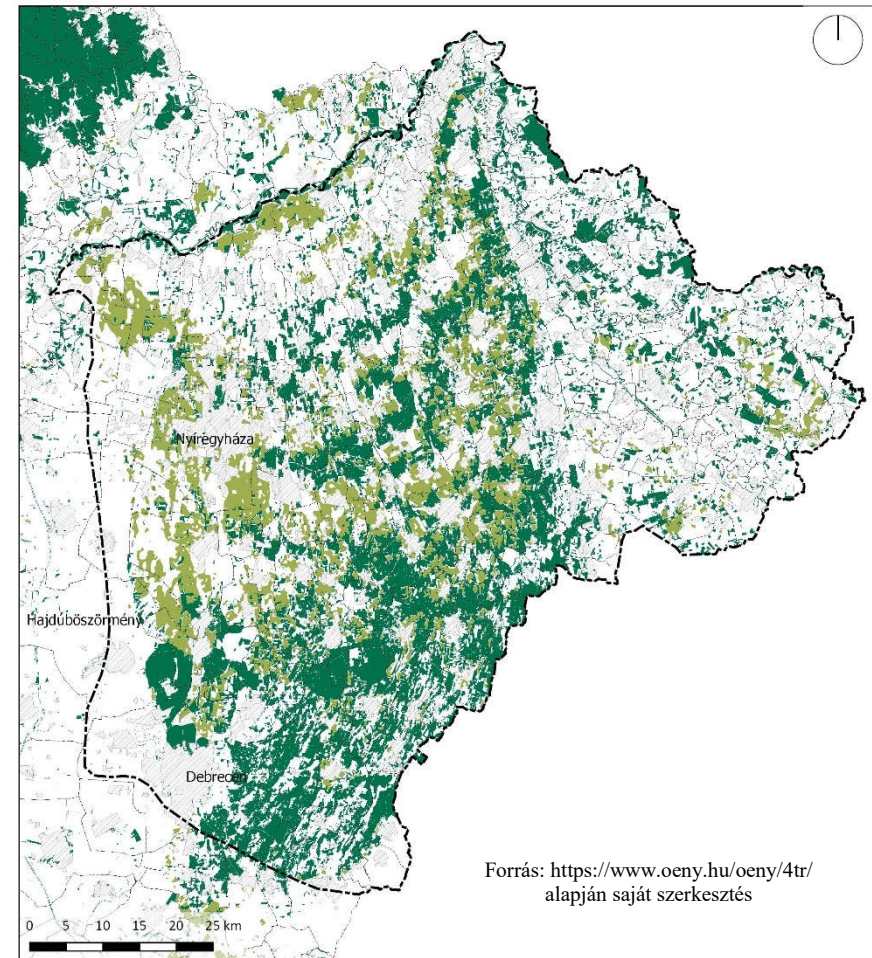 Nyíregyháza
Hajdúböszörmény
Debrecen
Forrás: https://www.oeny.hu/oeny/4tr/
alapján saját szerkesztés
0 5 10 15 20 25 km